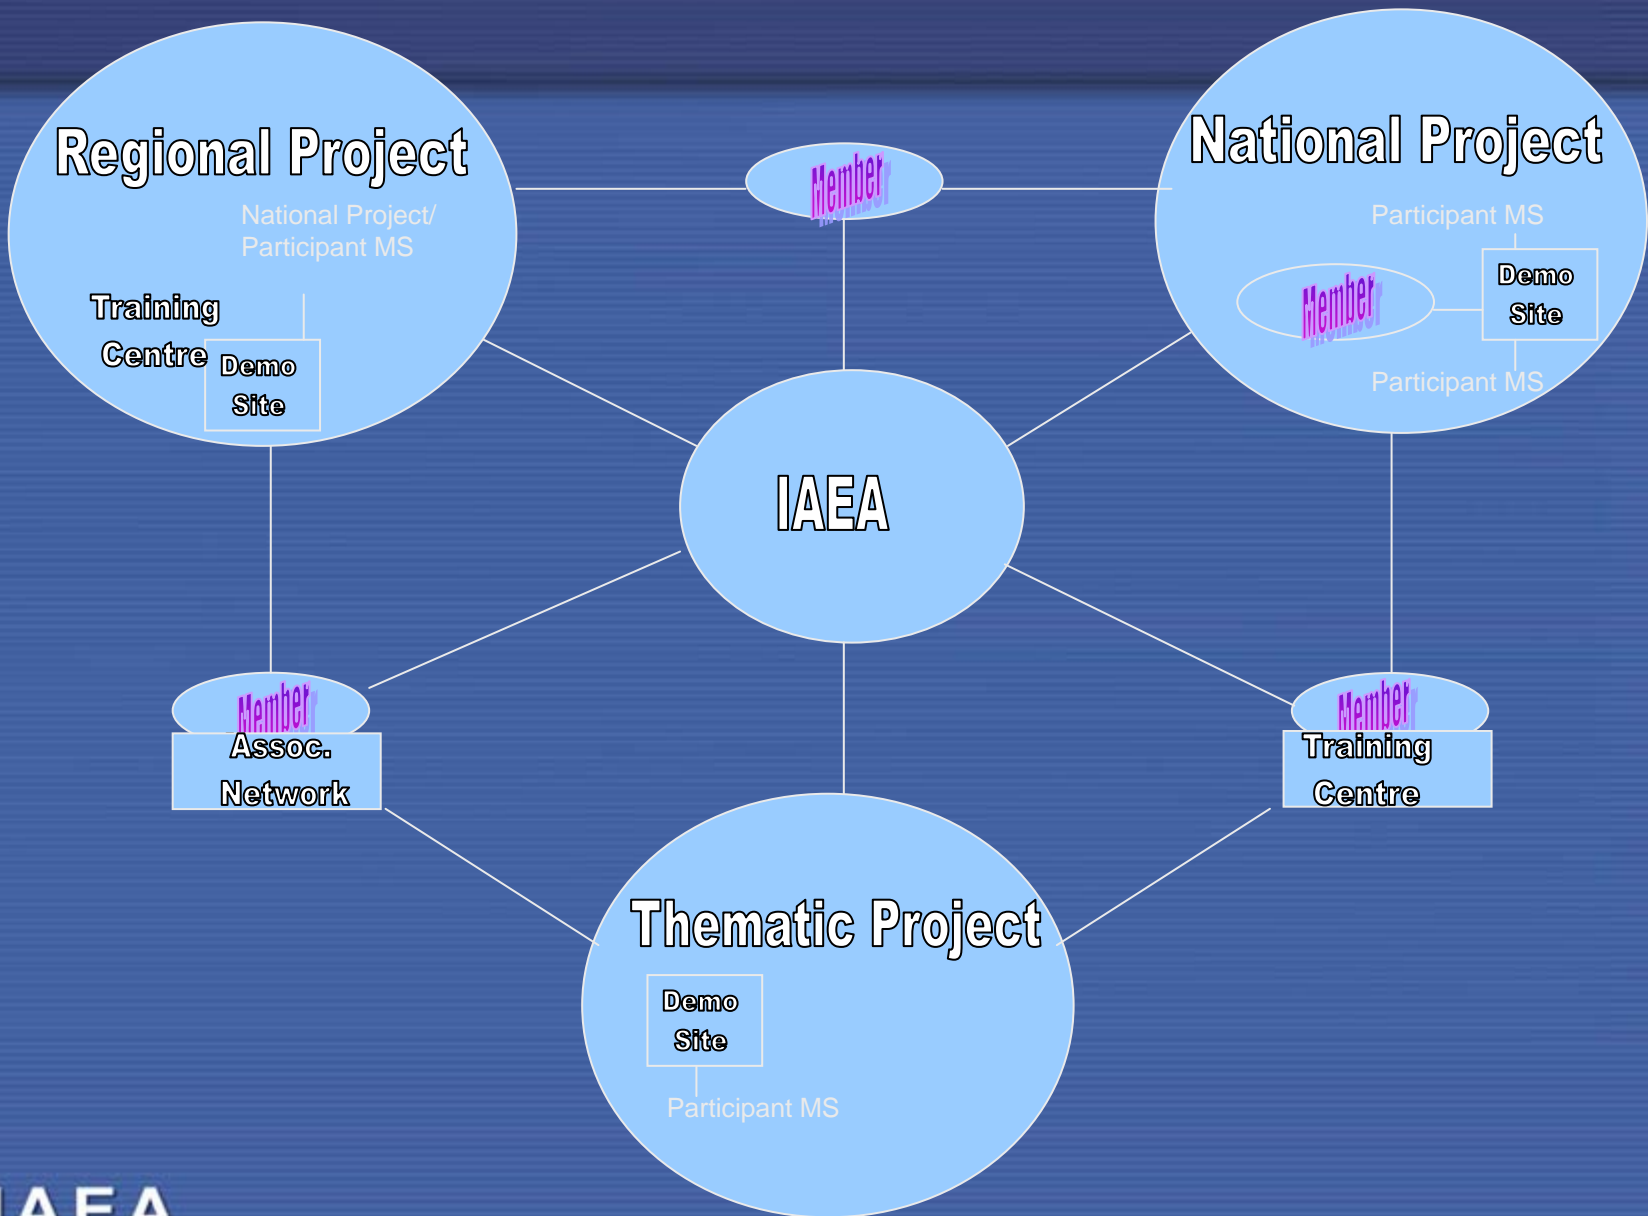 Regional Project
National Project/
Participant MS
Training
Centre
Demo
Site
Member
National Project
Participant MS
Member
Demo
Site
Participant MS
IAEA
Member
Assoc.
Network
Member
Training
Centre
Thematic Project
Demo
Site
Participant MS
IAEA